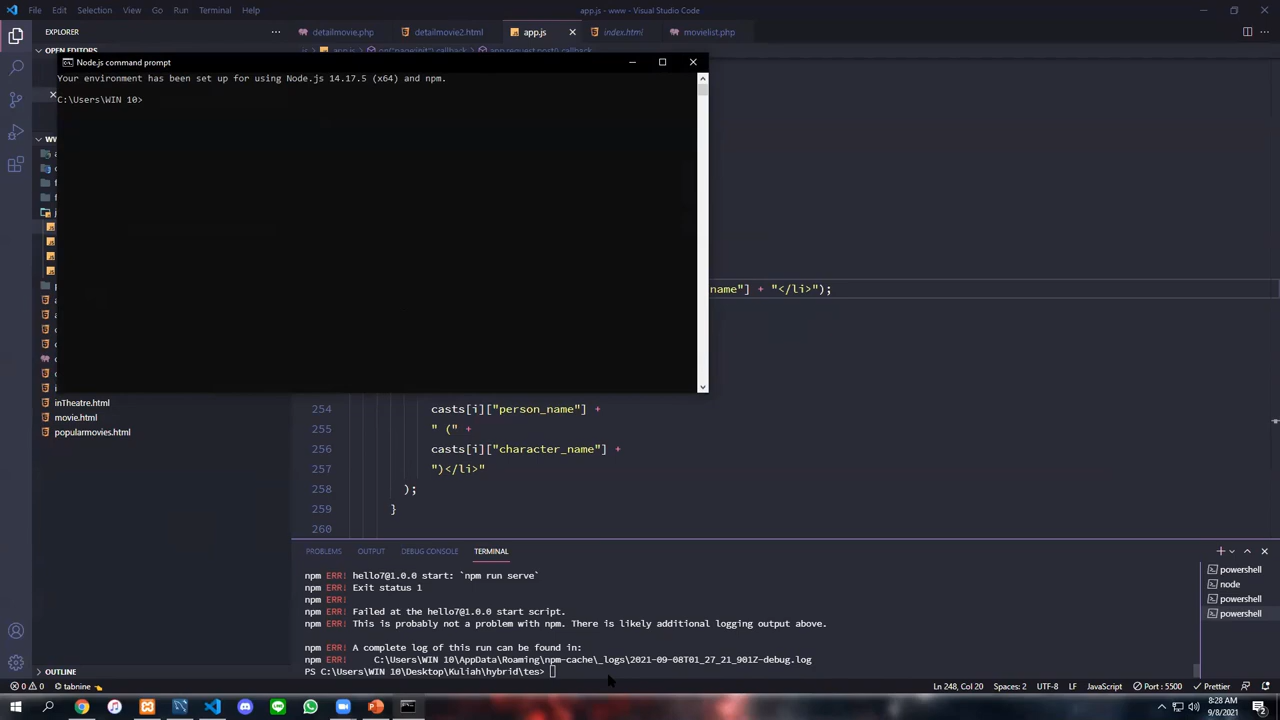 File Edit Selection View Go Run Terminal Help
app.js - www - Visual Studio Code
EXPLORER
detailmovie.php
detailmovie2.html
app.js
index.html
movielist.php
OPEN EDITORS
Node.js command prompt
Your environment has been set up for using Node.js 14.17.5 (x64) and npm.
C:\Users\WIN 10>
name"] + "</li>");
inTheatre.html
movie.html
popularmovies.html
254 casts[i]["person_name"] +
255 " (" +
256 casts[i]["character_name"] +
257 ")</li>"
258 );
259 }
260
PROBLEMS OUTPUT DEBUG CONSOLE TERMINAL
npm ERR! hello7@1.0.0 start: `npm run serve`
npm ERR! Exit status 1
npm ERR!
npm ERR! Failed at the hello7@1.0.0 start script.
npm ERR! This is probably not a problem with npm. There is likely additional logging output above.
npm ERR! A complete log of this run can be found in:
npm ERR! C:\Users\WIN 10\AppData\Roaming\npm-cache\_logs\2021-09-08T01_27_21_901Z-debug.log
PS C:\Users\WIN 10\Desktop\Kuliah\hybrid\tes>
powershell
node
powershell
powershell
OUTLINE
0 0 tabnine
Ln 248, Col 20 Spaces: 2 UTF-8 LF JavaScript Port : 5500 Prettier
8:28 AM
9/8/2021